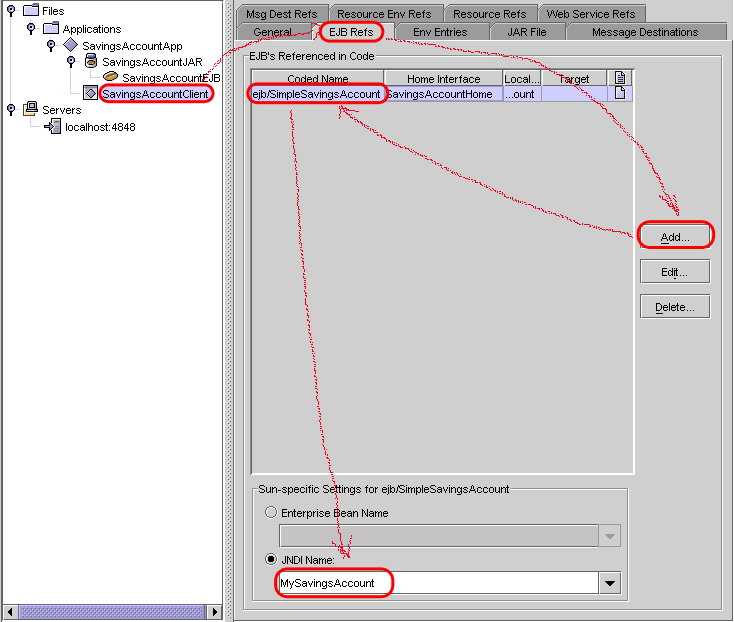 Files
Applications
SavingsAccountApp
SavingsAccountJAR
SavingsAccountEJB
SavingsAccountClient
Servers
localhost:4848
Msg Dest Refs Resource Env Refs Resource Refs Web Service Refs
General EJB Refs Env Entries JAR File Message Destinations
EJB's Referenced in Code
Coded Name Home Interface Local... Target
ejb/SimpleSavingsAccount SavingsAccountHome ...ount
Add...
Edit...
Delete...
Sun-specific Settings for ejb/SimpleSavingsAccount
Enterprise Bean Name
JNDI Name:
MySavingsAccount